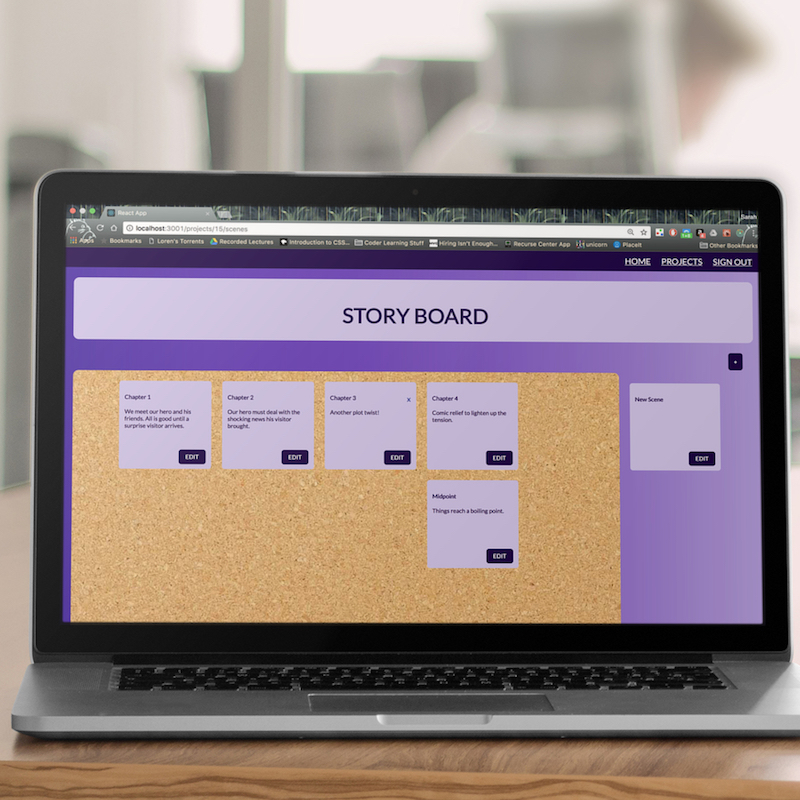 React App
Sarah
localhost:3001/projects/15/scenes
Apps Bookmarks Loren's Torrents Recorded Lectures Introduction to CSS... Coder Learning Stuff Hiring Isn't Enough... Recurse Center App unicorn Placeit Other Bookmarks
HOME PROJECTS SIGN OUT
STORY BOARD
+
Chapter 1
We meet our hero and his
friends. All is good until a
surprise visitor arrives.
EDIT
Chapter 2
Our hero must deal with the
shocking news his visitor
brought.
EDIT
Chapter 3 X
Another plot twist!
EDIT
Chapter 4
Comic relief to lighten up the
tension.
EDIT
New Scene
EDIT
Midpoint
Things reach a boiling point.
EDIT